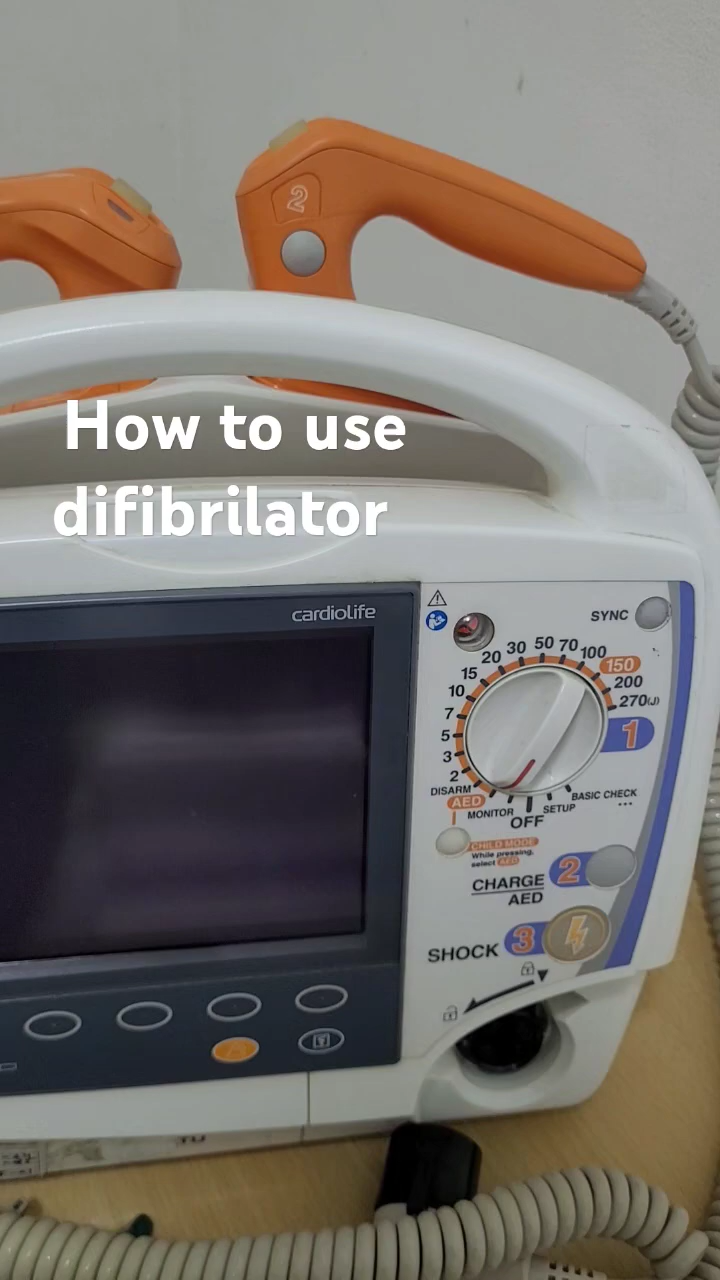 2
How to use
difibrilator
cardiolife
SYNC
2 3 5 7 10 15 20 30 50 70 100 150 200 270(J)
1
DISARM
AED
MONITOR
OFF
SETUP
BASIC CHECK
CHILD MODE
While pressing,
select AED
CHARGE 2
AED
SHOCK 3